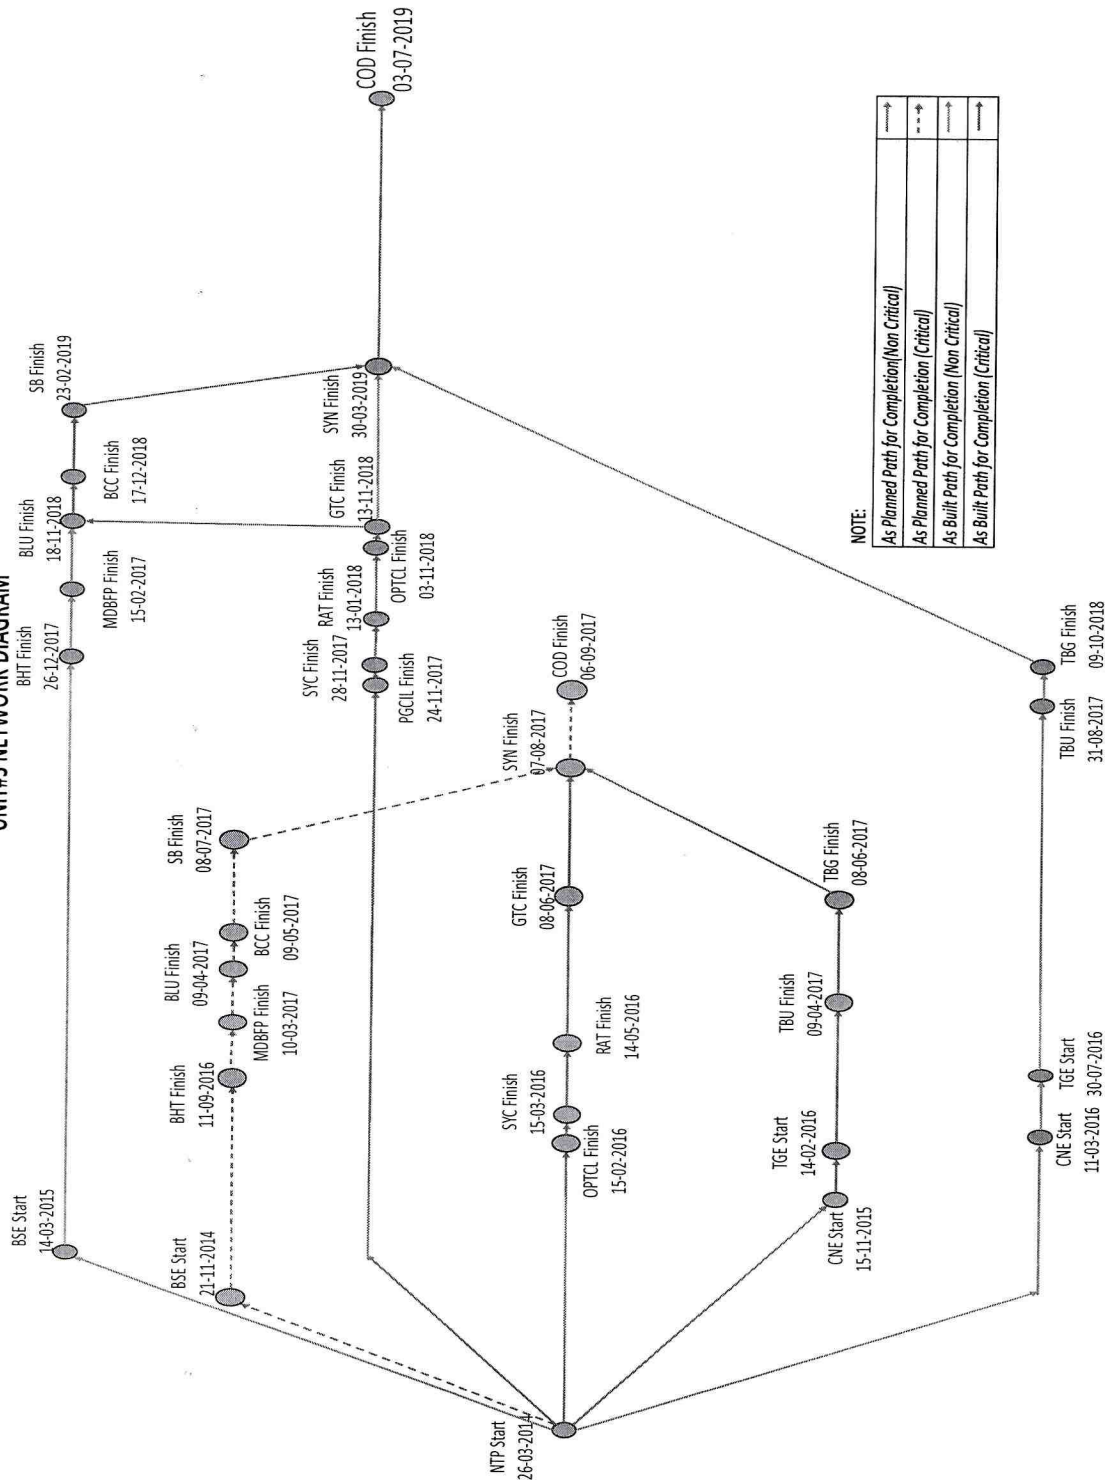 UNIT#3 NETWORK DIAGRAM
BSE Start
14-03-2015
BHT Finish
26-12-2017
MDBFP Finish
15-02-2017
BLU Finish
18-11-2018
BCC Finish
17-12-2018
SB Finish
23-02-2019
BSE Start
21-11-2014
BHT Finish
11-09-2016
MDBFP Finish
10-03-2017
BLU Finish
09-04-2017
BCC Finish
09-05-2017
SB Finish
08-07-2017
PGCIL Finish
24-11-2017
SYC Finish
28-11-2017
RAT Finish
13-01-2018
OPTCL Finish
03-11-2018
GTC Finish
13-11-2018
SYN Finish
30-03-2019
COD Finish
03-07-2019
NTP Start
26-03-2014
OPTCL Finish
15-02-2016
SYC Finish
15-03-2016
RAT Finish
14-05-2016
GTC Finish
08-06-2017
SYN Finish
07-08-2017
COD Finish
06-09-2017
CNE Start
15-11-2015
TGE Start
14-02-2016
TBU Finish
09-04-2017
TBG Finish
08-06-2017
CNE Start
11-03-2016
TGE Start
30-07-2016
TBU Finish
31-08-2017
TBG Finish
09-10-2018
NOTE:
As Planned Path for Completion(Non Critical)
As Planned Path for Completion (Critical)
As Built Path for Completion (Non Critical)
As Built Path for Completion (Critical)